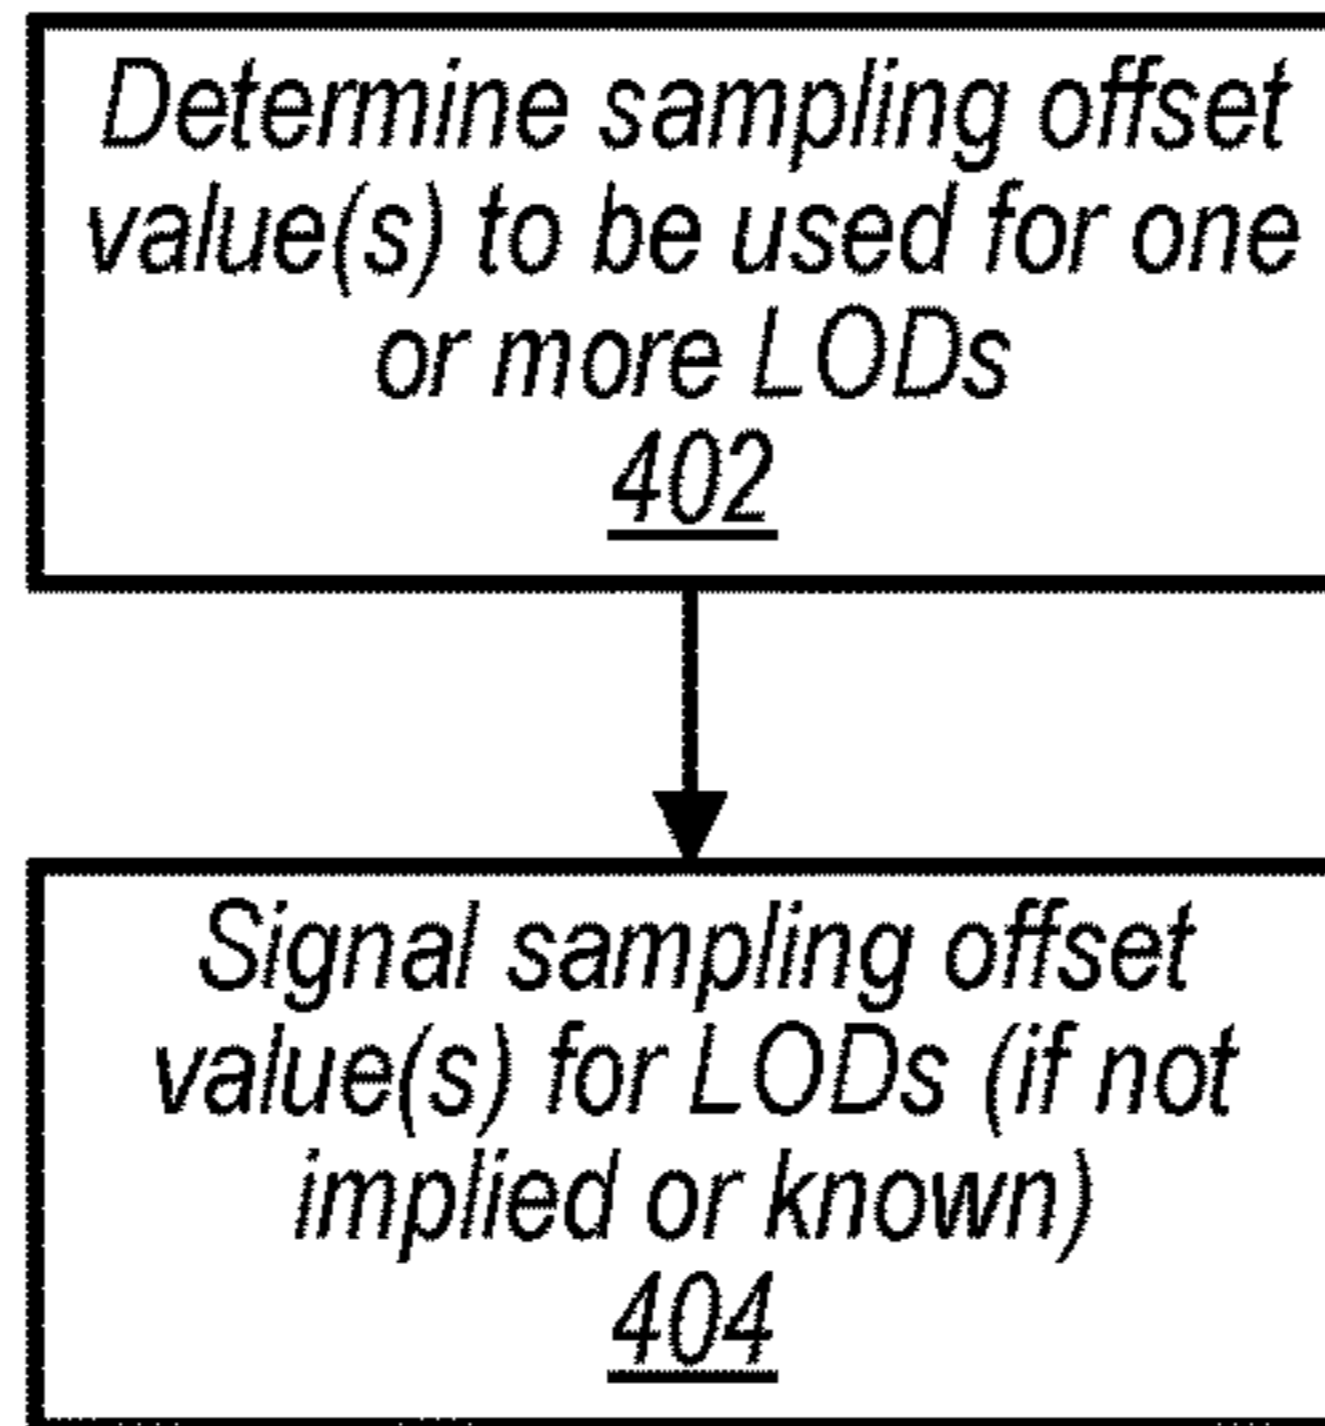 Determine sampling offset
value(s) to be used for one
or more LODs
402
Signal sampling offset
value(s) for LODs (if not
implied or known)
404